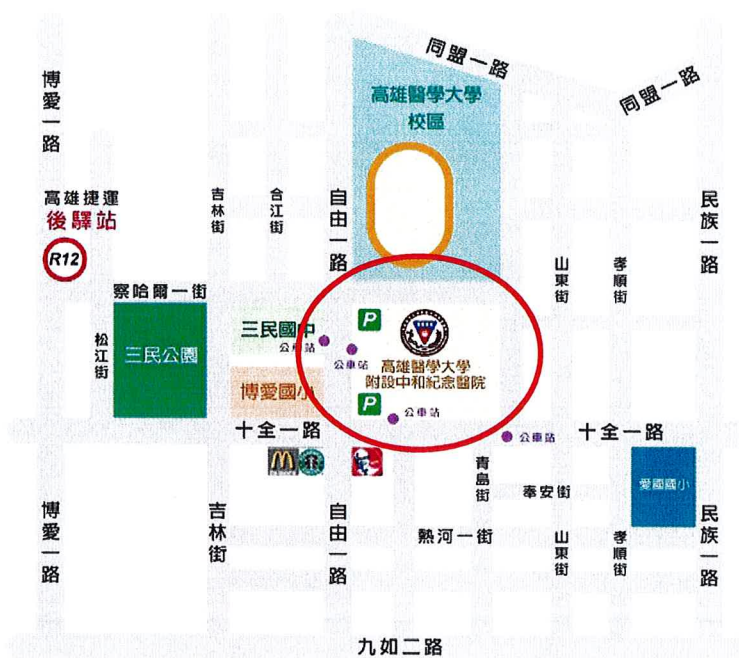 同盟一路
同盟一路
博愛一路
高雄醫學大學
校區
高雄捷運
後驛站
R12
吉林街
合江街
自由一路
民族一路
山東街
孝順街
察哈爾一街
松江街
三民公園
三民國中
公車站
P
公車站
高雄醫學大學
附設中和紀念醫院
博愛國小
P
公車站
十全一路
公車站
十全一路
青島街
愛國國小
奉安街
博愛一路
吉林街
自由一路
熱河一街
山東街
孝順街
民族一路
九如二路